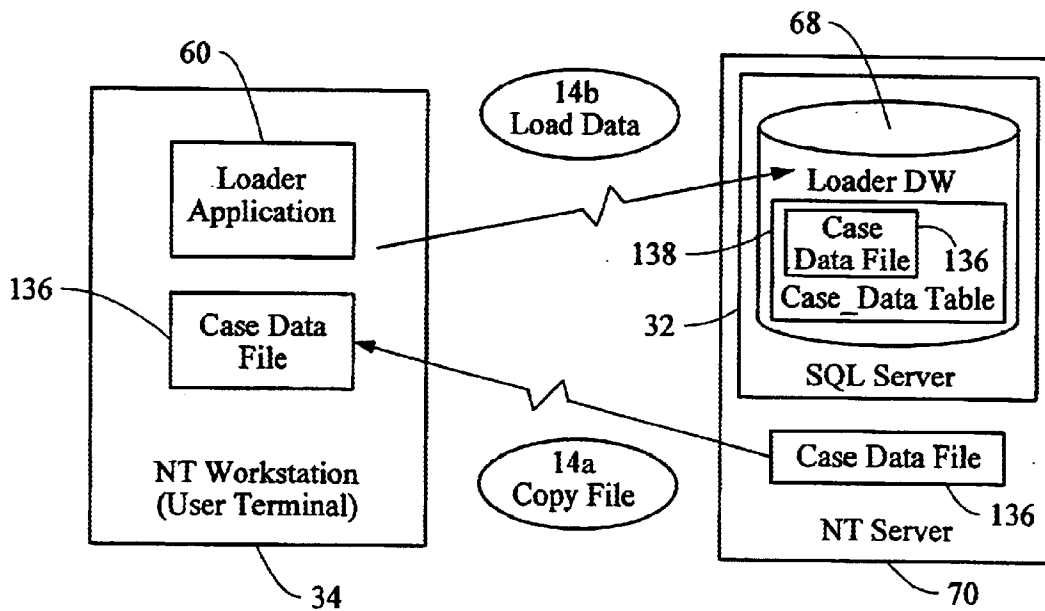 60
68
14b
Load Data
Loader
Application
Loader DW
Case
Data File
138
136
Case_Data Table
136
Case Data
File
32
SQL Server
14a
Copy File
Case Data File
NT Workstation
(User Terminal)
136
NT Server
34
70